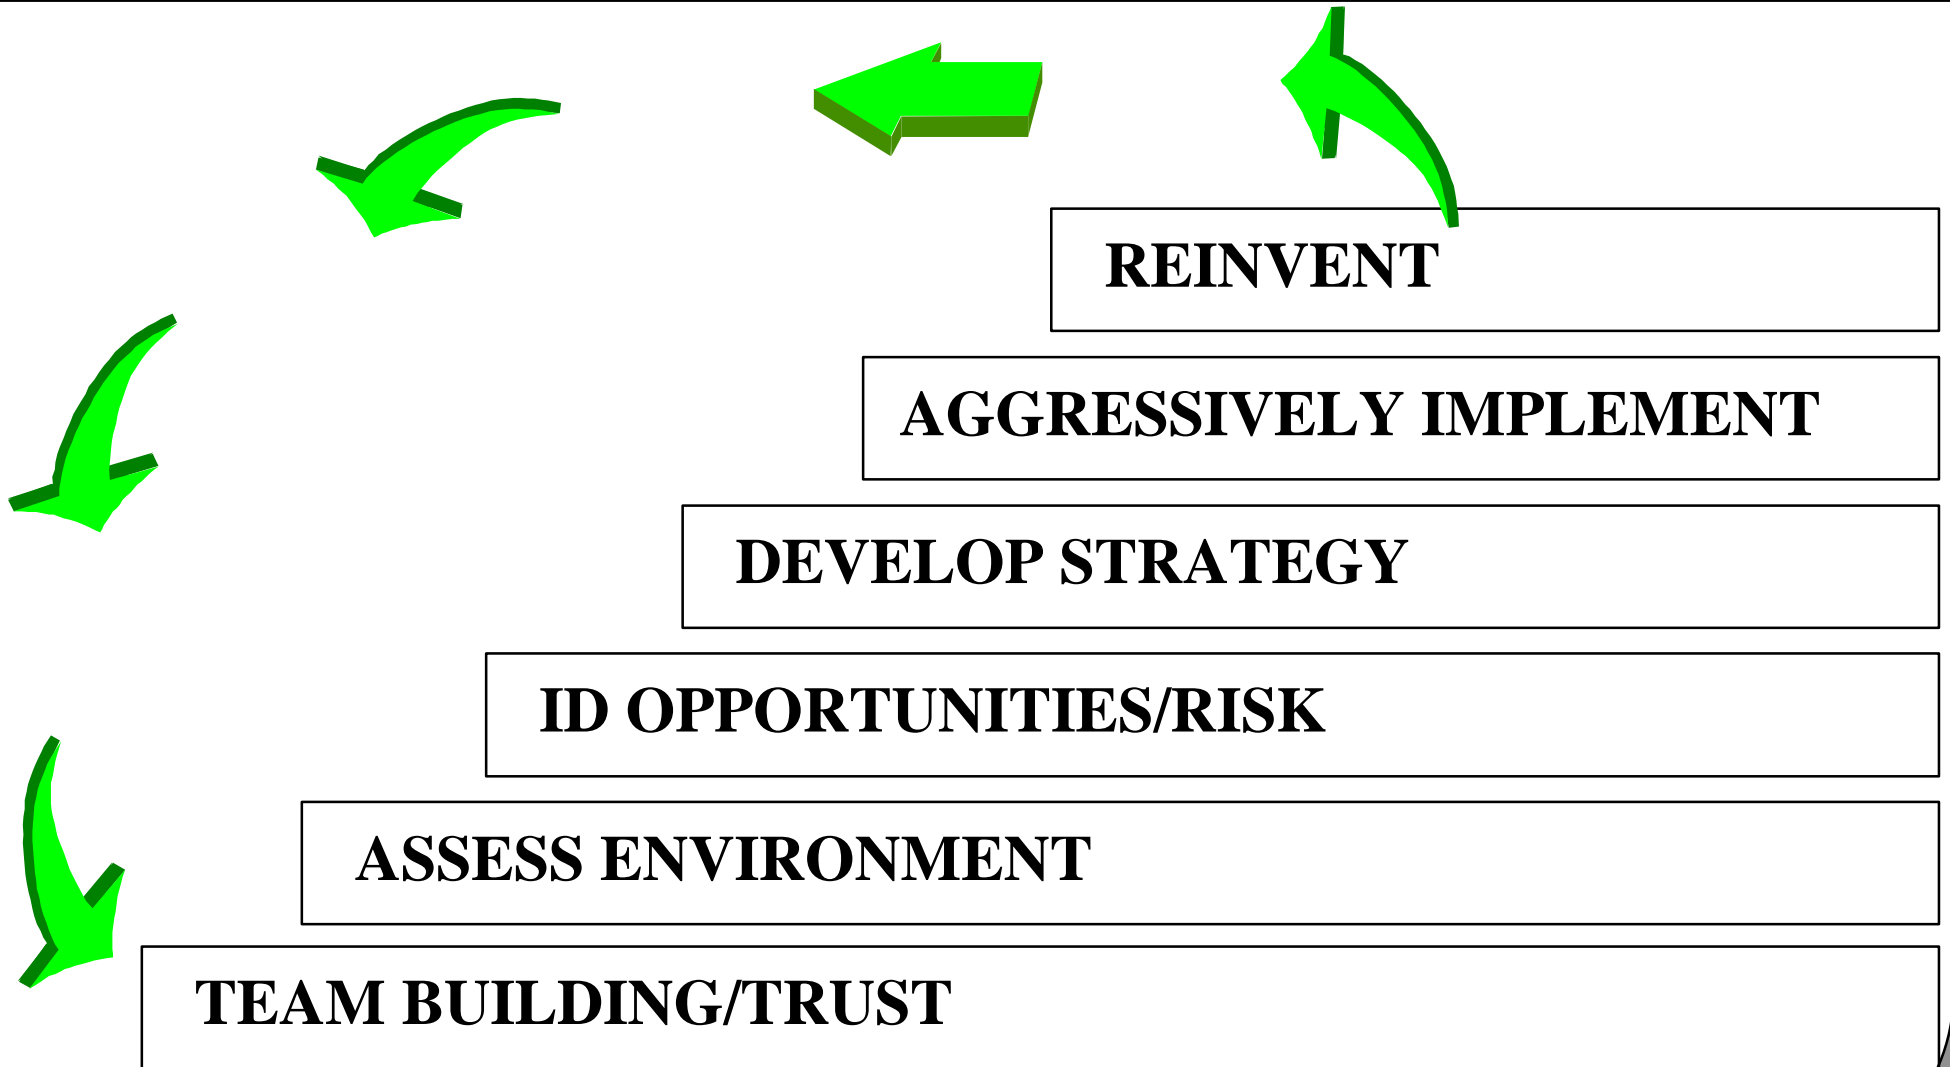 REINVENT
AGGRESSIVELY IMPLEMENT
DEVELOP STRATEGY
ID OPPORTUNITIES/RISK
ASSESS ENVIRONMENT
TEAM BUILDING/TRUST